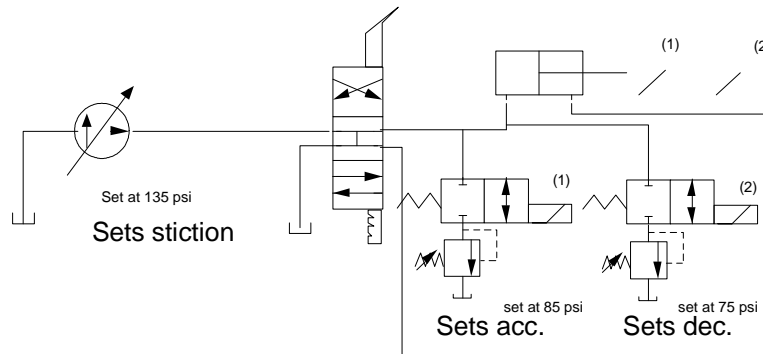 (1)
(2)
(1)
(2)
Set at 135 psi
Sets stiction
set at 85 psi
Sets acc.
set at 75 psi
Sets dec.